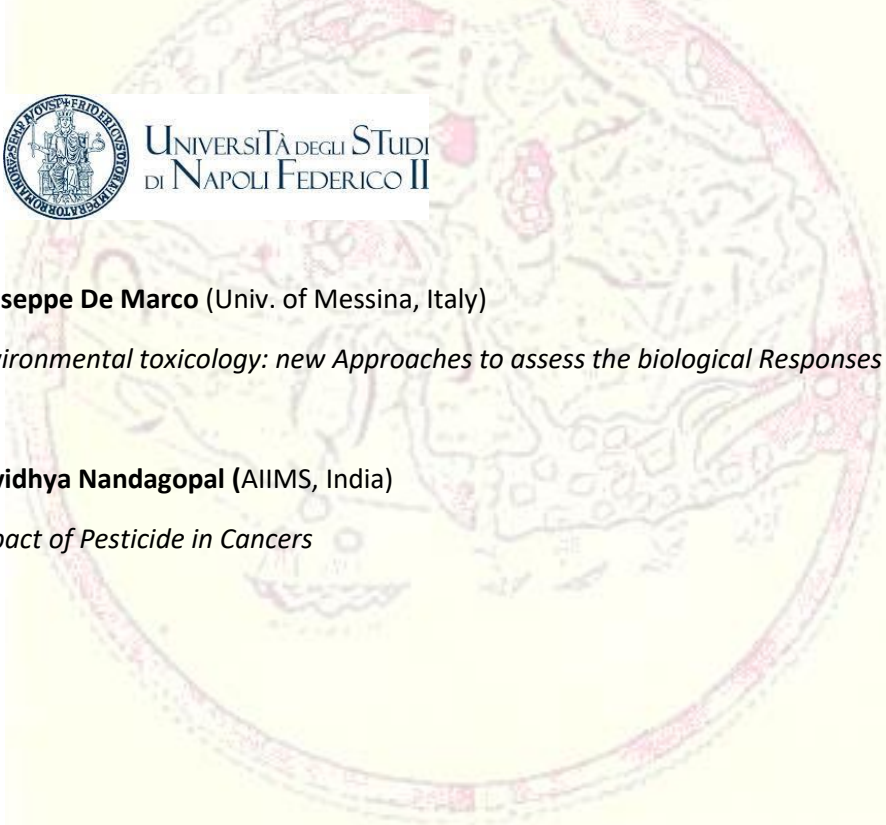 UNIVERSITÀ DEGLI STUDI
DI NAPOLI FEDERICO II
seppe De Marco (Univ. of Messina, Italy)
vironmental toxicology: new Approaches to assess the biological Responses
vidhya Nandagopal (AIIMS, India)
pact of Pesticide in Cancers